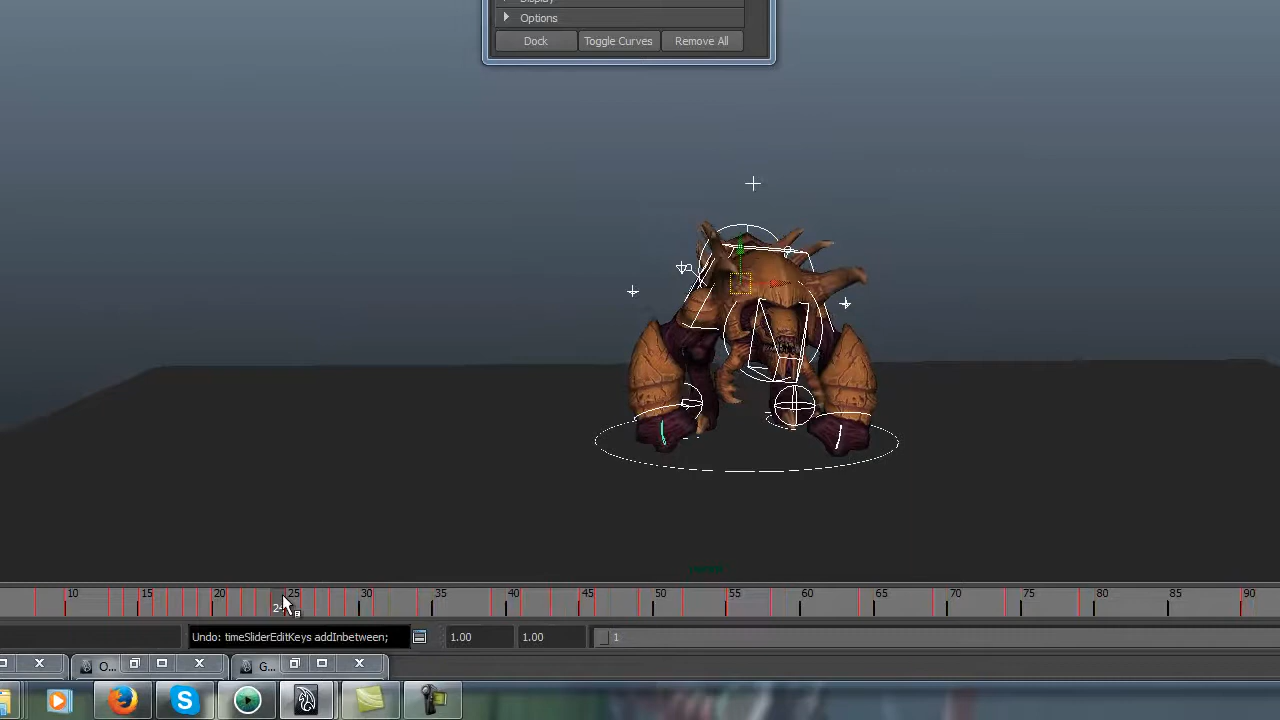 Options
Dock Toggle Curves Remove All
10 15 20 25 30 35 40 45 50 55 60 65 70 75 80 85 90
Undo: timeSliderEditKeys addInbetween; 1.00 1.00 1
O... G...